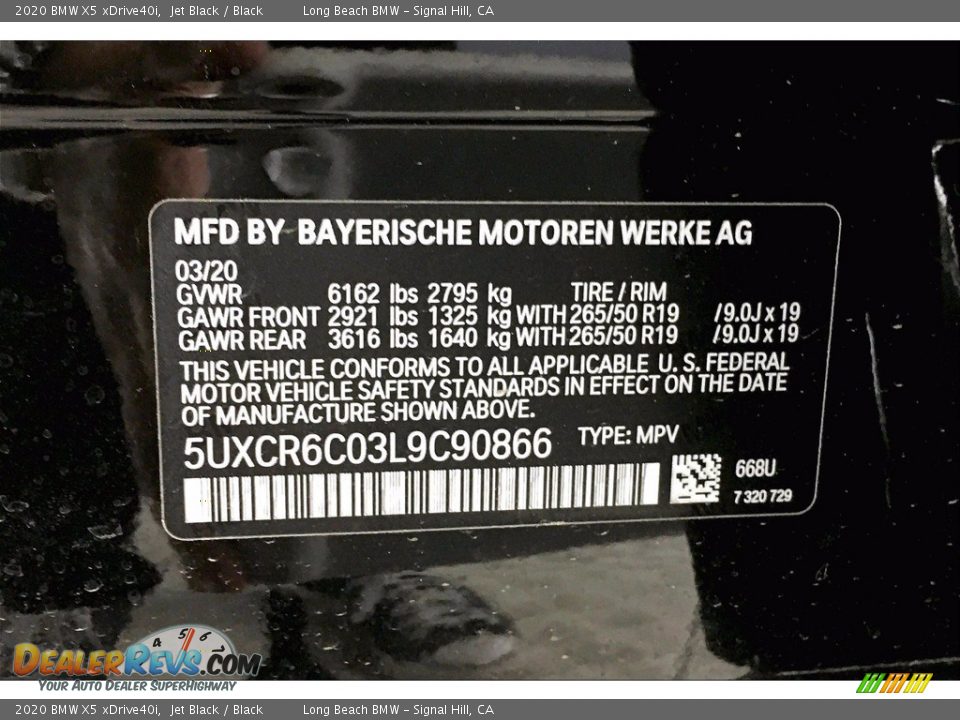 2020 BMW X5 xDrive40i, Jet Black / Black Long Beach BMW - Signal Hill, CA
MFD BY BAYERISCHE MOTOREN WERKE AG
03/20
GVWR 6162 lbs 2795 kg TIRE / RIM
GAWR FRONT 2921 lbs 1325 kg WITH 265/50 R19 /9.0J x 19
GAWR REAR 3616 lbs 1640 kg WITH 265/50 R19 /9.0J x 19
THIS VEHICLE CONFORMS TO ALL APPLICABLE U. S. FEDERAL
MOTOR VEHICLE SAFETY STANDARDS IN EFFECT ON THE DATE
OF MANUFACTURE SHOWN ABOVE.
5UXCR6C03L9C90866 TYPE: MPV
668U
7 320 729
4 5 6
DEALERREVS.COM
YOUR AUTO DEALER SUPERHIGHWAY
2020 BMW X5 xDrive40i, Jet Black / Black Long Beach BMW - Signal Hill, CA